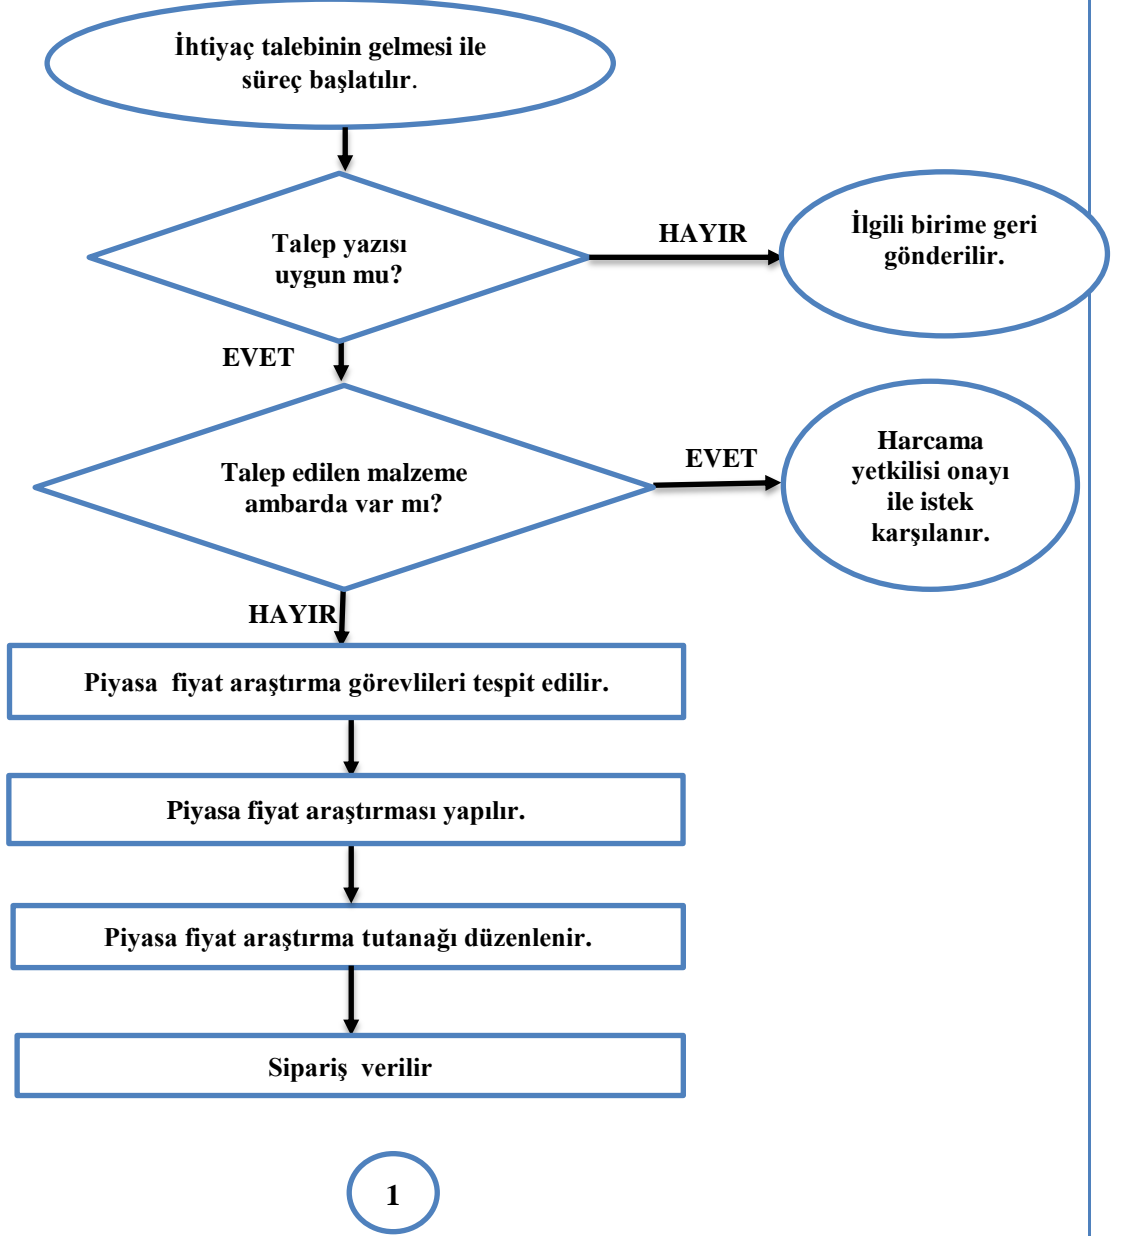 İhtiyaç talebinin gelmesi ile
süreç başlatılır.
Talep yazısı
uygun mu?
HAYIR
İlgili birime geri
gönderilir.
EVET
Talep edilen malzeme
ambarda var mı?
EVET
Harcama
yetkilisi onayı
ile istek
karşılanır.
HAYIR
Piyasa  fiyat araştırma görevlileri tespit edilir.
Piyasa fiyat araştırması yapılır.
Piyasa fiyat araştırma tutanağı düzenlenir.
Sipariş  verilir
1